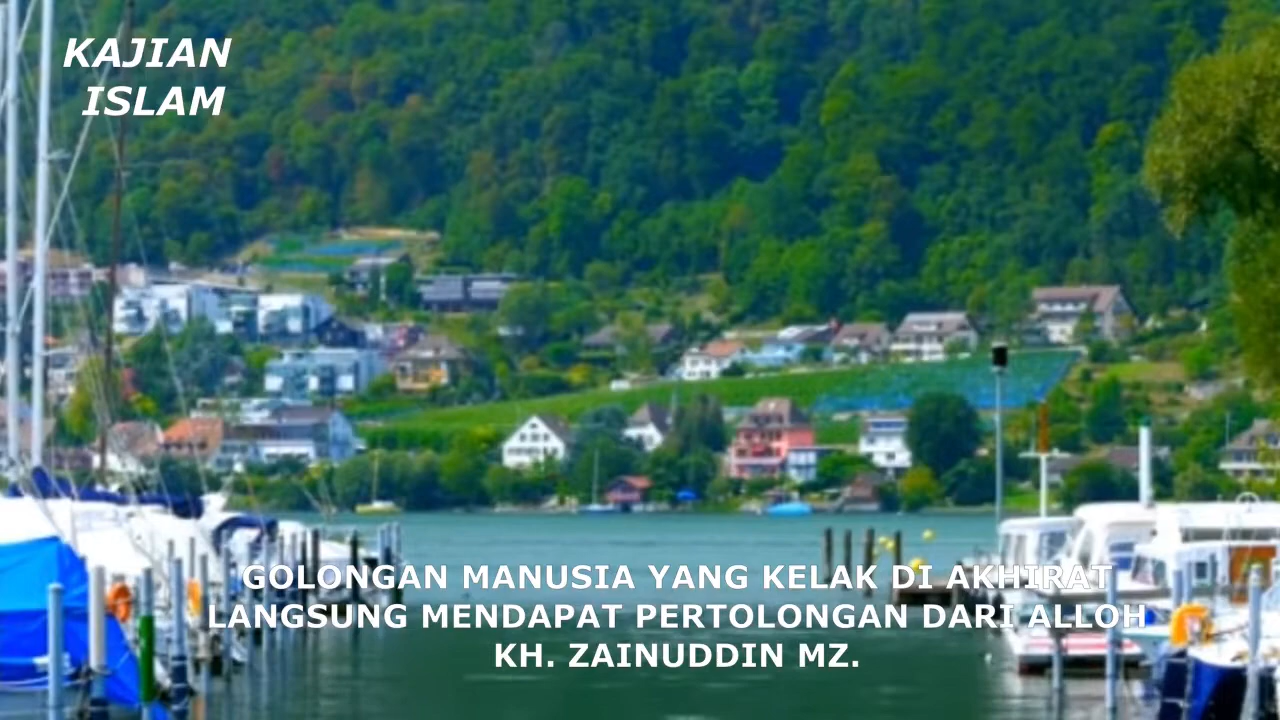 KAJIAN
ISLAM
GOLONGAN MANUSIA YANG KELAK DI AKHIRAT
LANGSUNG MENDAPAT PERTOLONGAN DARI ALLOH
KH. ZAINUDDIN MZ.